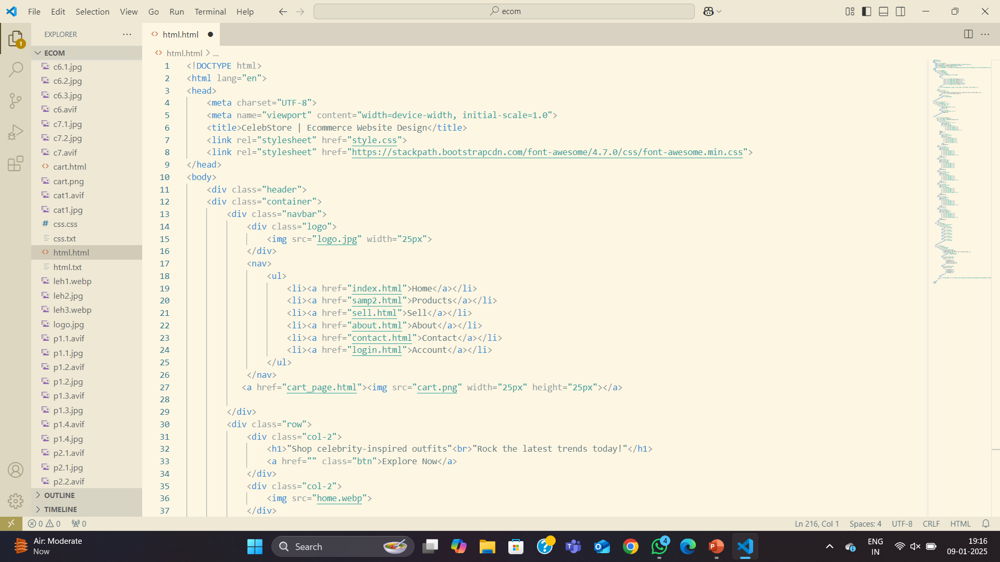 File Edit Selection View Go Run Terminal Help
ecom
EXPLORER
html.html
1
ECOM
html.html > ...
c6.1.jpg
c6.2.jpg
c6.3.jpg
c6.avif
c7.1.jpg
c7.2.jpg
c7.avif
cart.html
cart.png
cat1.avif
cat1.jpg
css.css
css.txt
html.html
html.txt
leh1.webp
leh2.jpg
leh3.webp
logo.jpg
p1.1.avif
p1.1.jpg
p1.2.avif
p1.2.jpg
p1.3.avif
p1.3.jpg
p1.4.avif
p1.4.jpg
p2.1.avif
p2.1.jpg
p2.2.avif
OUTLINE
TIMELINE
1 <!DOCTYPE html>
2 <html lang="en">
3 <head>
4 <meta charset="UTF-8">
5 <meta name="viewport" content="width=device-width, initial-scale=1.0">
6 <title>CelebStore | Ecommerce Website Design</title>
7 <link rel="stylesheet" href="style.css">
8 <link rel="stylesheet" href="https://stackpath.bootstrapcdn.com/font-awesome/4.7.0/css/font-awesome.min.css">
9 </head>
10 <body>
11 <div class="header">
12 <div class="container">
13 <div class="navbar">
14 <div class="logo">
15 <img src="logo.jpg" width="25px">
16 </div>
17 <nav>
18 <ul>
19 <li><a href="index.html">Home</a></li>
20 <li><a href="samp2.html">Products</a></li>
21 <li><a href="sell.html">Sell</a></li>
22 <li><a href="about.html">About</a></li>
23 <li><a href="contact.html">Contact</a></li>
24 <li><a href="login.html">Account</a></li>
25 </ul>
26 </nav>
27 <a href="cart_page.html"><img src="cart.png" width="25px" height="25px"></a>
28
29 </div>
30 <div class="row">
31 <div class="col-2">
32 <h1>"Shop celebrity-inspired outfits"<br>"Rock the latest trends today!"</h1>
33 <a href="" class="btn">Explore Now</a>
34 </div>
35 <div class="col-2">
36 <img src="home.webp">
37 </div>
0 0 0
Ln 216, Col 1 Spaces: 4 UTF-8 CRLF HTML
Air: Moderate
Now
Search
4
ENG
IN
19:16
09-01-2025